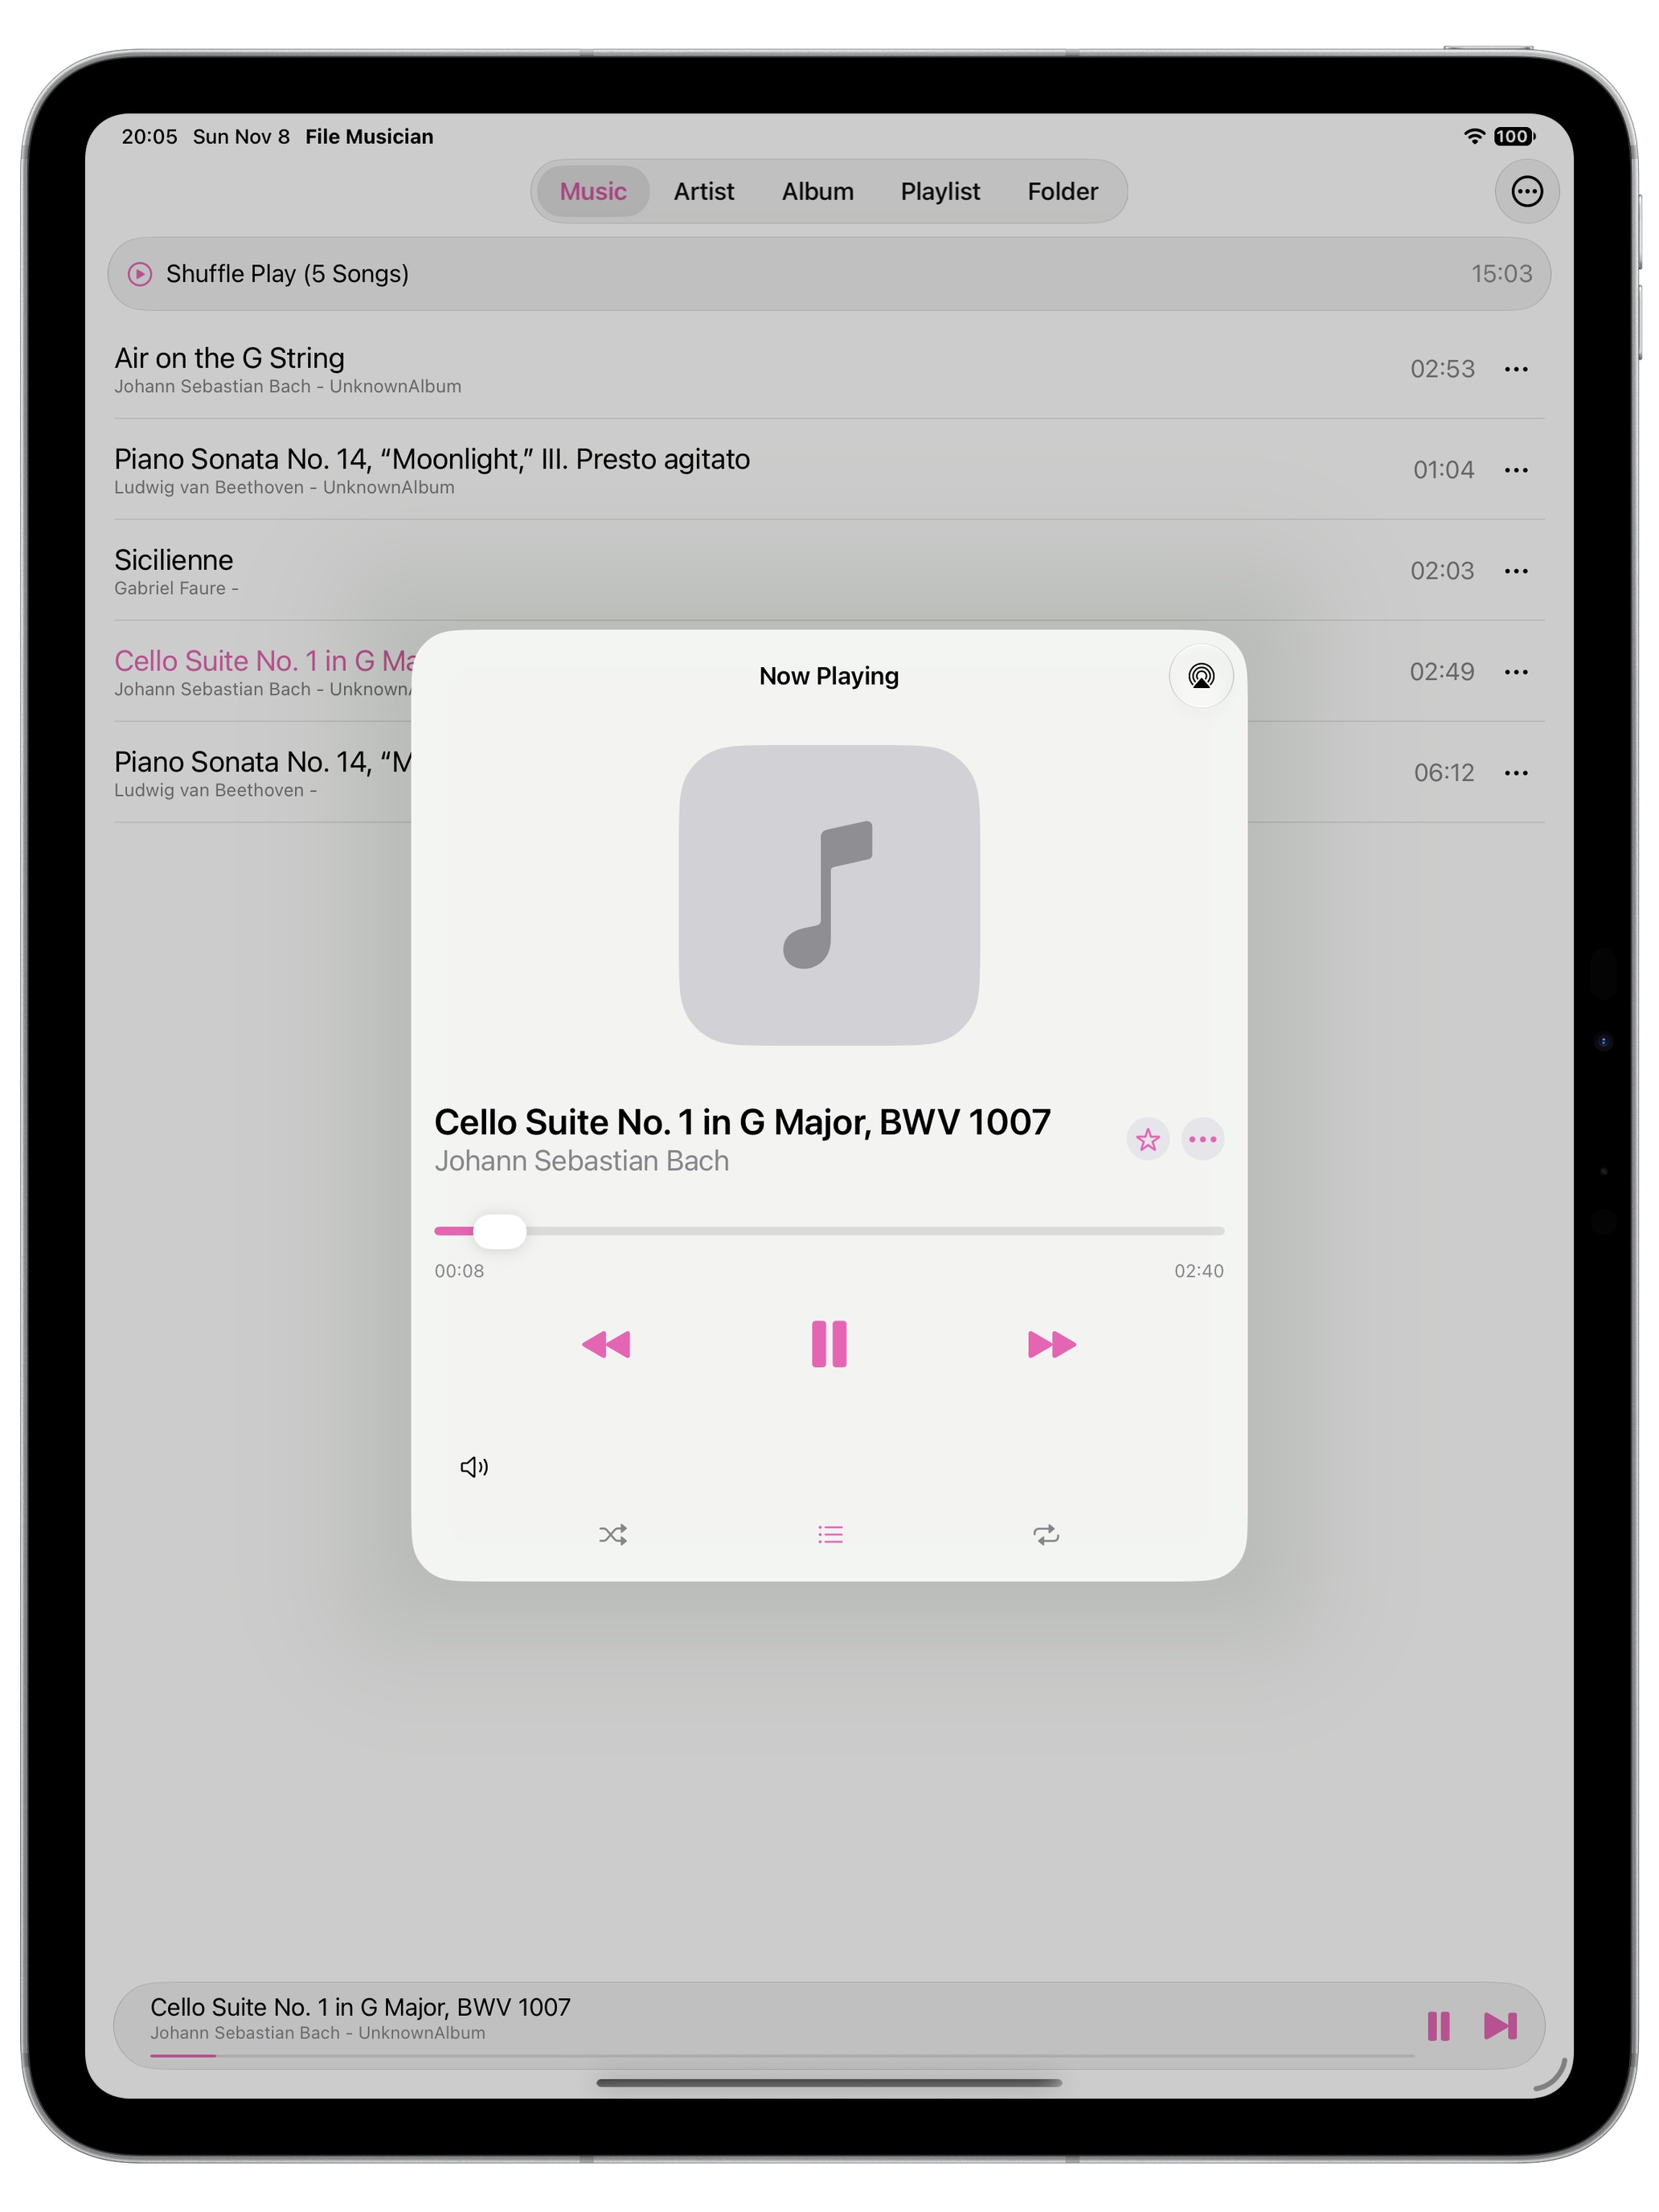 20:05 Sun Nov 8 File Musician
100
Music Artist Album Playlist Folder
Shuffle Play (5 Songs) 15:03
Air on the G String
Johann Sebastian Bach - UnknownAlbum
02:53
Piano Sonata No. 14, “Moonlight,” III. Presto agitato
Ludwig van Beethoven - UnknownAlbum
01:04
Sicilienne
Gabriel Faure -
02:03
Cello Suite No. 1 in G Ma
Johann Sebastian Bach - Unknown
02:49
Piano Sonata No. 14, “M
Ludwig van Beethoven -
06:12
Now Playing
Cello Suite No. 1 in G Major, BWV 1007
Johann Sebastian Bach
00:08 02:40
Cello Suite No. 1 in G Major, BWV 1007
Johann Sebastian Bach - UnknownAlbum